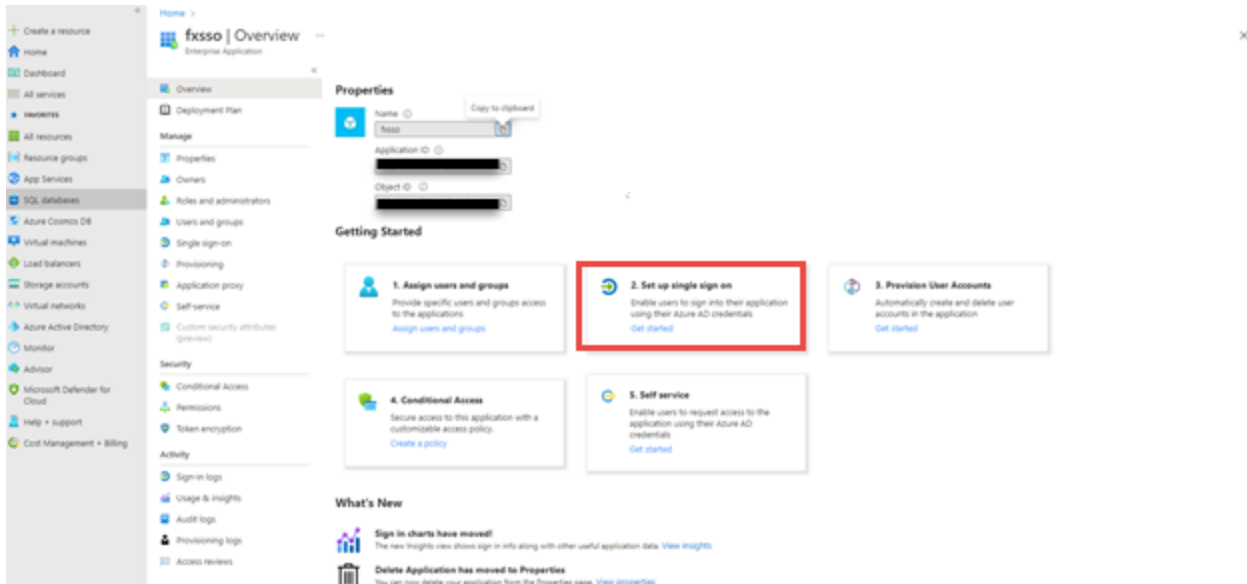 Create a resource
Home
Dashboard
All services
FAVORITES
All resources
Resource groups
App Services
SQL databases
Azure Cosmos DB
Virtual machines
Load balancers
Storage accounts
Virtual networks
Azure Active Directory
Monitor
Advisor
Microsoft Defender for
Cloud
Help + support
Cost Management + Billing
Home >
fxsso | Overview ...
Enterprise Application
Overview
Deployment Plan
Manage
Properties
Owners
Roles and administrators
Users and groups
Single sign-on
Provisioning
Application proxy
Self-service
Custom security attributes
(preview)
Security
Conditional Access
Permissions
Token encryption
Activity
Sign-in logs
Usage & insights
Audit logs
Provisioning logs
Access reviews
Properties
Copy to clipboard
Name
fxsso
Application ID
Object ID
Getting Started
1. Assign users and groups
Provide specific users and groups access
to the applications
Assign users and groups
2. Set up single sign on
Enable users to sign into their application
using their Azure AD credentials
Get started
3. Provision User Accounts
Automatically create and delete user
accounts in the application
Get started
4. Conditional Access
Secure access to this application with a
customizable access policy.
Create a policy
5. Self service
Enable users to request access to the
application using their Azure AD
credentials
Get started
What's New
Sign in charts have moved!
The new Insights view shows sign in info along with other useful application data. View insights
Delete Application has moved to Properties
You can now delete your application from the Properties page. View properties